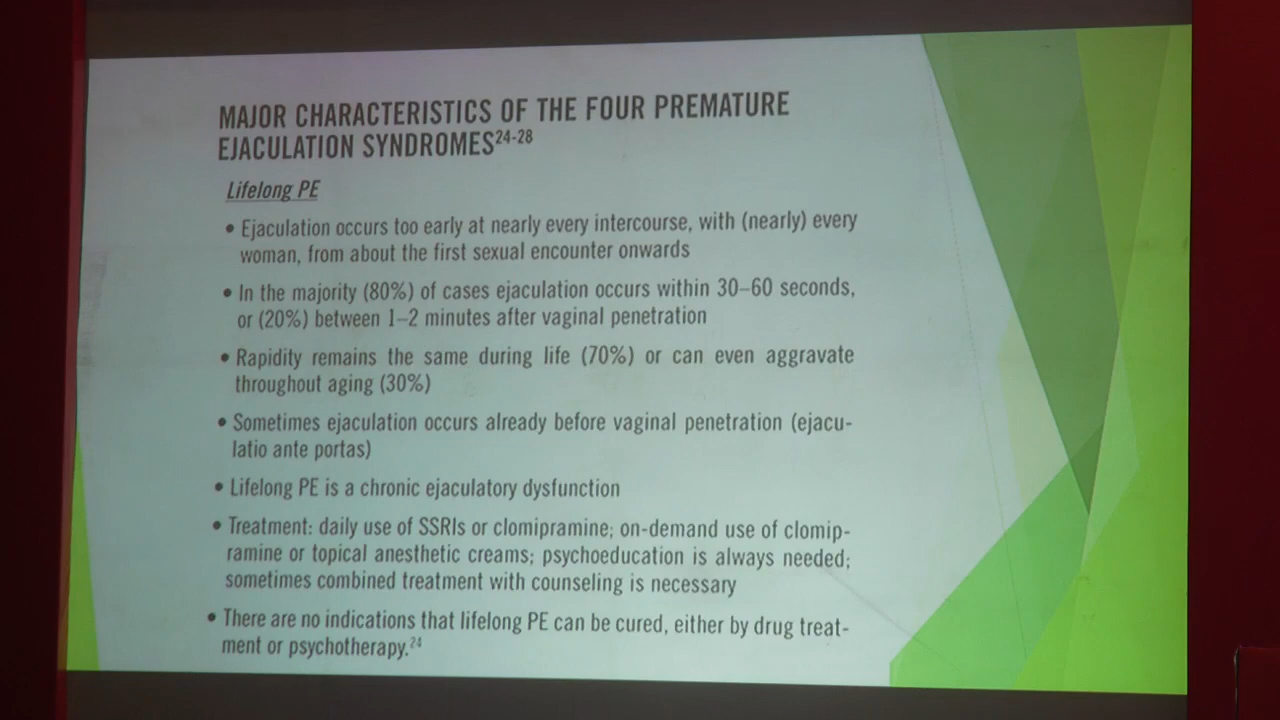 MAJOR CHARACTERISTICS OF THE FOUR PREMATURE
EJACULATION SYNDROMES24-28
Lifelong PE
• Ejaculation occurs too early at nearly every intercourse, with (nearly) every
woman, from about the first sexual encounter onwards
• In the majority (80%) of cases ejaculation occurs within 30–60 seconds,
or (20%) between 1–2 minutes after vaginal penetration
• Rapidity remains the same during life (70%) or can even aggravate
throughout aging (30%)
• Sometimes ejaculation occurs already before vaginal penetration (ejacu-
latio ante portas)
• Lifelong PE is a chronic ejaculatory dysfunction
• Treatment: daily use of SSRIs or clomipramine; on-demand use of clomip-
ramine or topical anesthetic creams; psychoeducation is always needed;
sometimes combined treatment with counseling is necessary
• There are no indications that lifelong PE can be cured, either by drug treat-
ment or psychotherapy.24